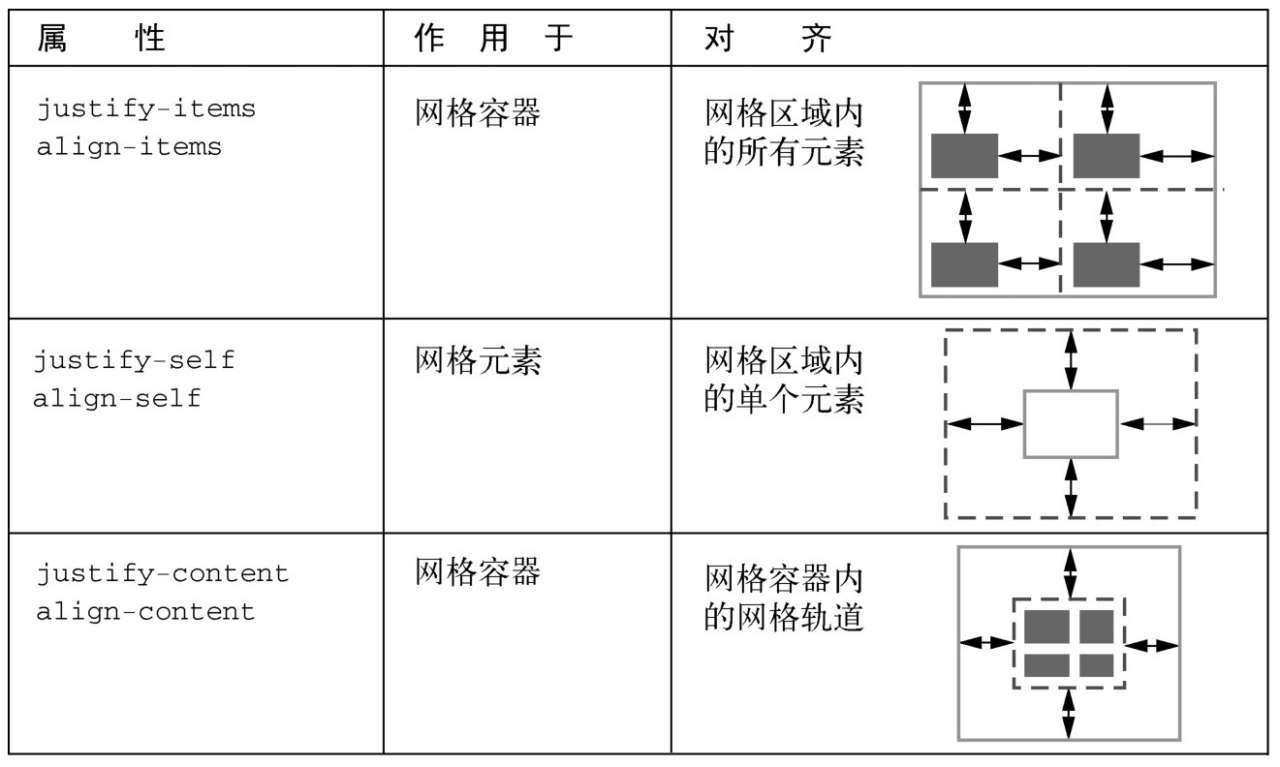 属 性 作 用 于 对 齐
justify-items 网格容器 网格区域内
align-items 的所有元素
justify-self 网格元素 网格区域内
align-self 的单个元素
justify-content 网格容器 网格容器内
align-content 的网格轨道